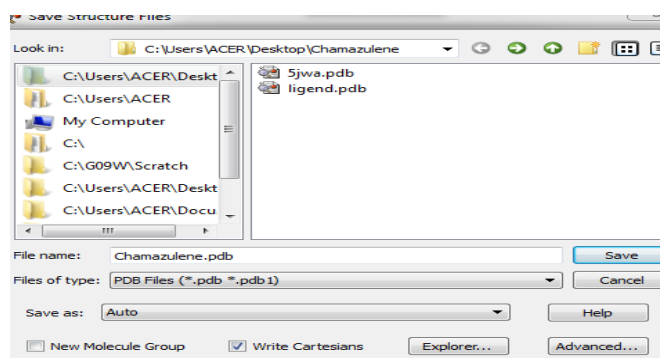 Save Structure Files
Look in: C:\Users\ACER\Desktop\Chamazulene
C:\Users\ACER\Deskt
C:\Users\ACER
My Computer
C:\
C:\G09W\Scratch
C:\Users\ACER\Deskt
C:\Users\ACER\Docu
5jwa.pdb
ligend.pdb
File name: Chamazulene.pdb Save
Files of type: PDB Files (*.pdb *.pdb1) Cancel
Save as: Auto Help
New Molecule Group Write Cartesians Explorer... Advanced...